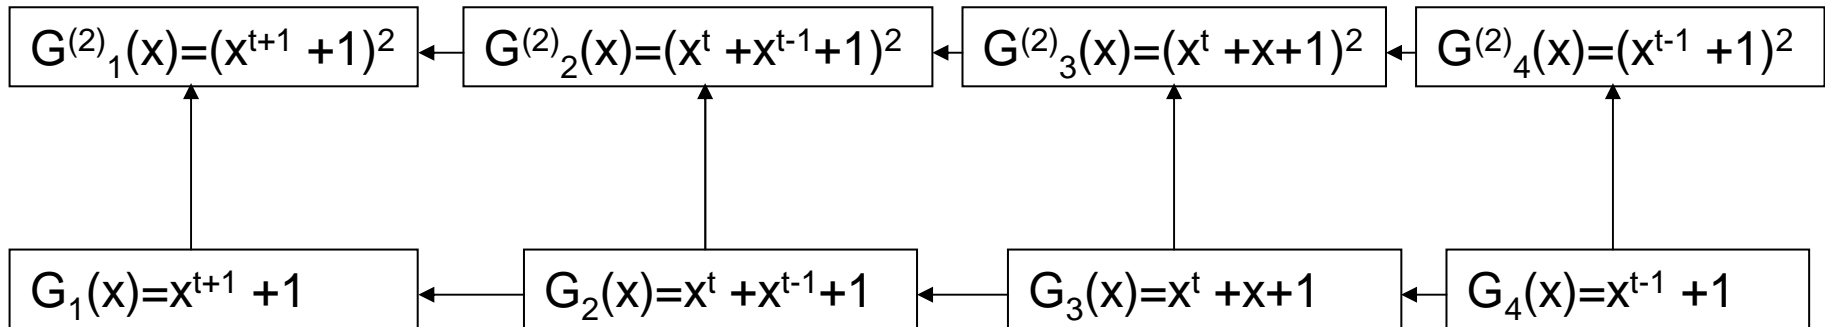 G⁽²⁾₁(x)=(xᵗ⁺¹ +1)²
G⁽²⁾₂(x)=(xᵗ +xᵗ⁻¹+1)²
G⁽²⁾₃(x)=(xᵗ +x+1)²
G⁽²⁾₄(x)=(xᵗ⁻¹ +1)²
G₁(x)=xᵗ⁺¹ +1
G₂(x)=xᵗ +xᵗ⁻¹+1
G₃(x)=xᵗ +x+1
G₄(x)=xᵗ⁻¹ +1